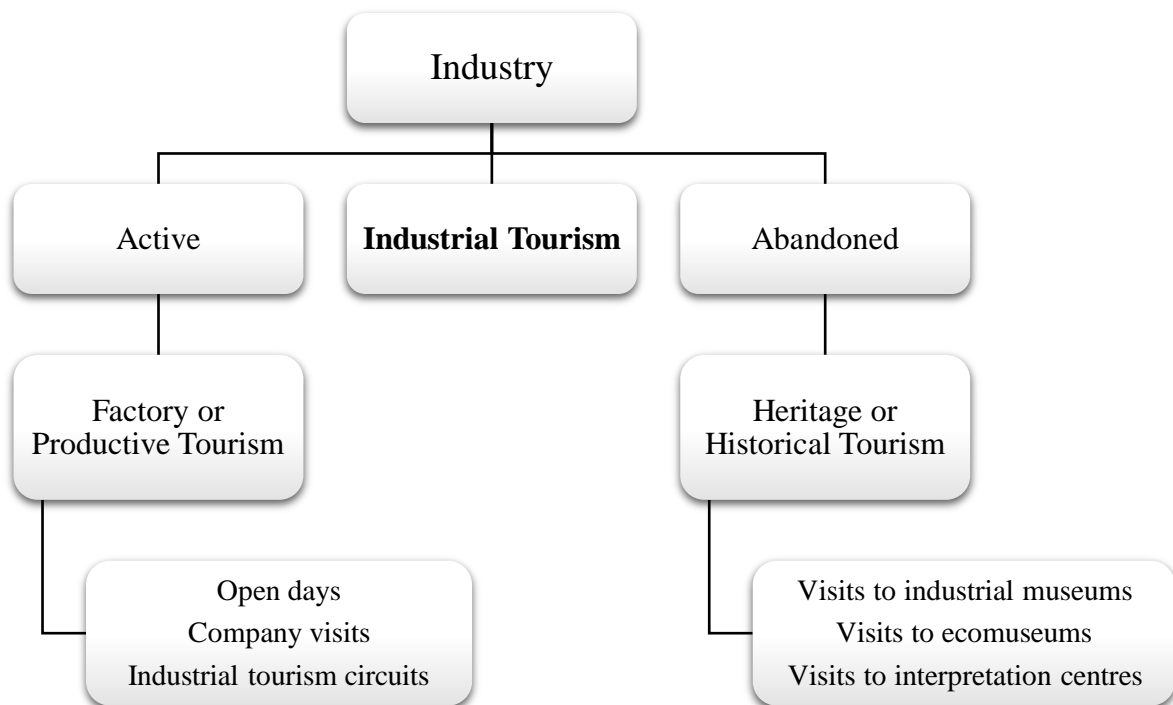 Industry
Active
Industrial Tourism
Abandoned
Factory or
Productive Tourism
Heritage or
Historical Tourism
Open days
Company visits
Industrial tourism circuits
Visits to industrial museums
Visits to ecomuseums
Visits to interpretation centres